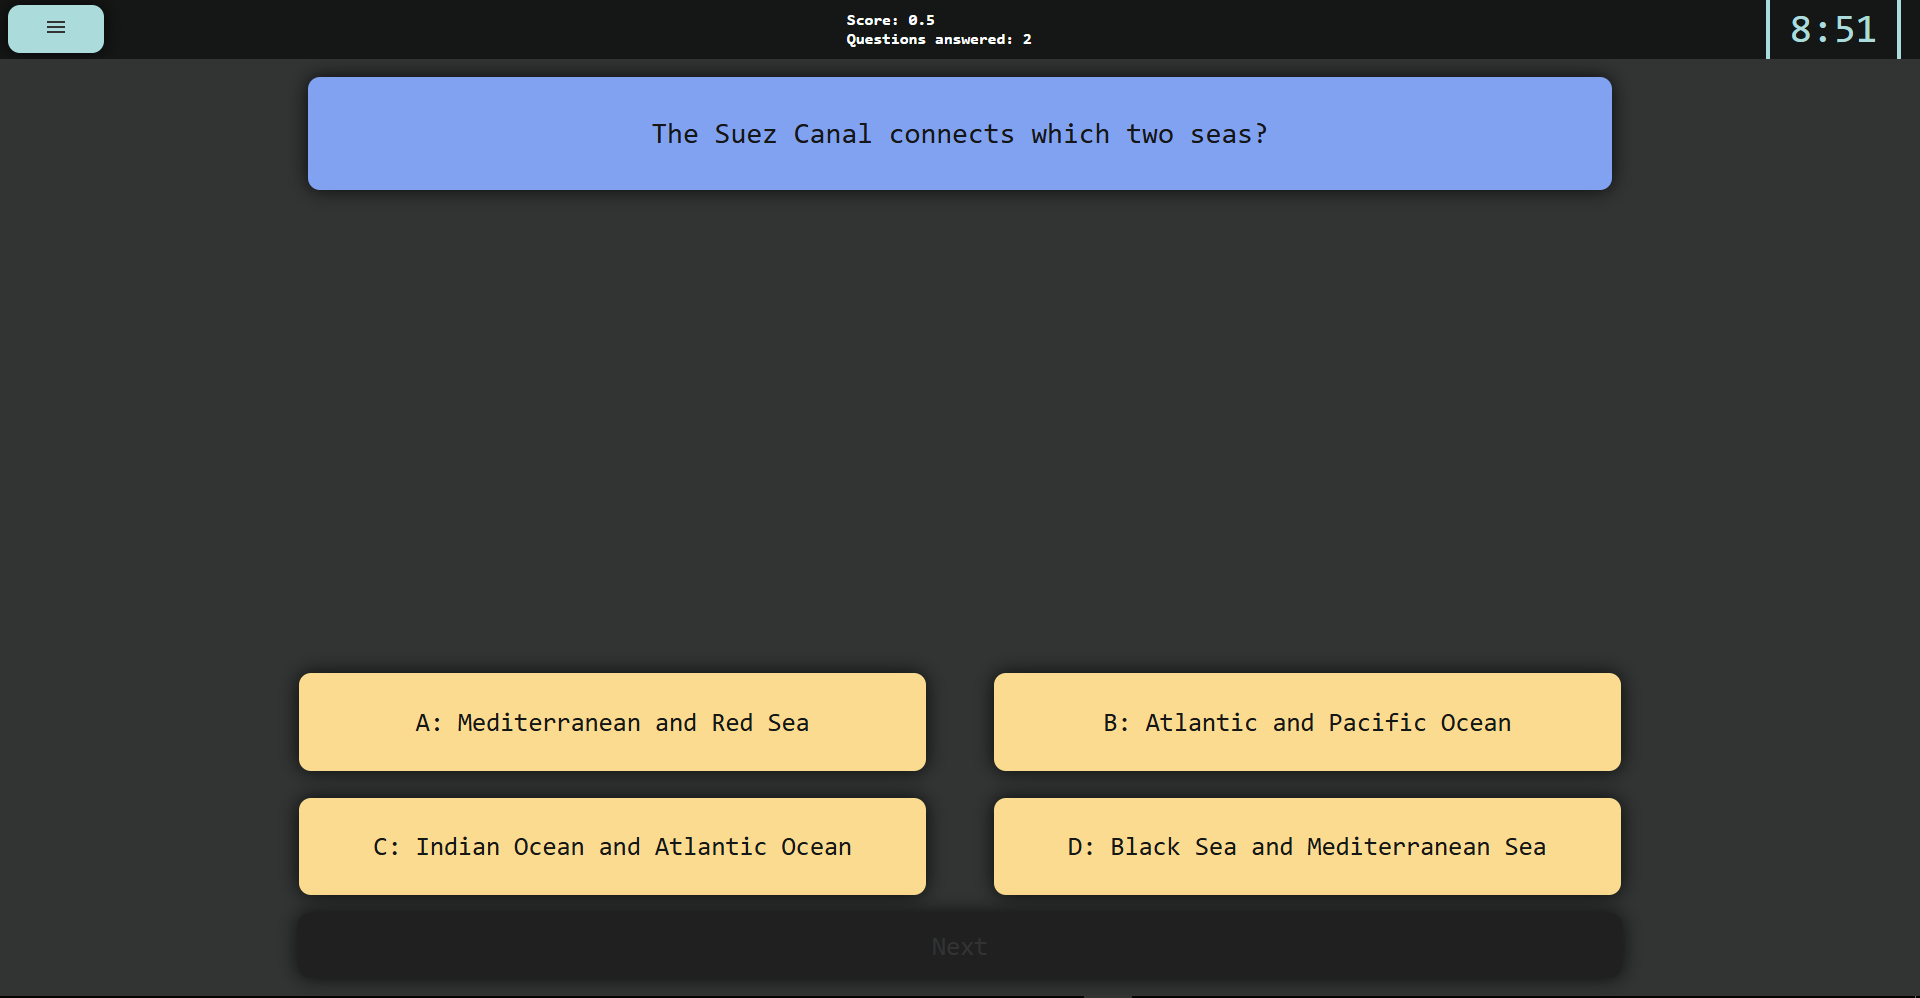 Score: 0.5
Questions answered: 2
8:51
The Suez Canal connects which two seas?
A: Mediterranean and Red Sea
B: Atlantic and Pacific Ocean
C: Indian Ocean and Atlantic Ocean
D: Black Sea and Mediterranean Sea
Next